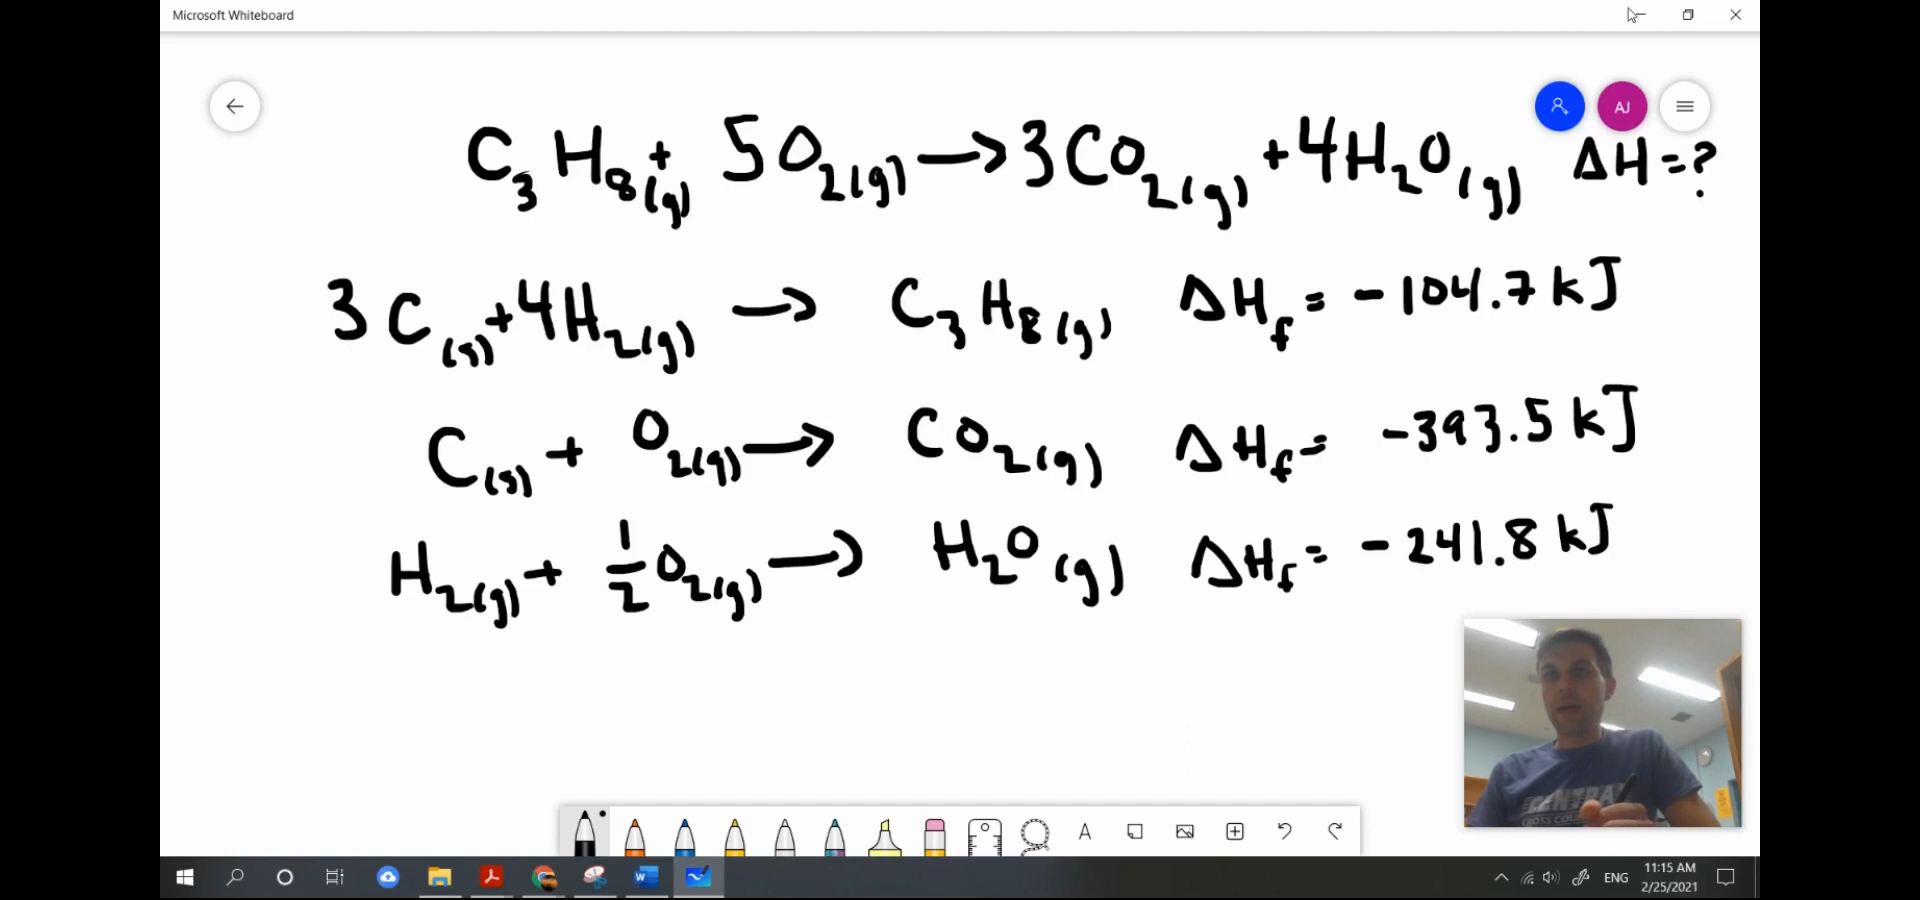 Microsoft Whiteboard
AJ
C₃H₈(g) + 5O₂(g) → 3CO₂(g) + 4H₂O(g) ΔH = ?
3C(s) + 4H₂(g) → C₃H₈(g) ΔHf = -104.7 kJ
C(s) + O₂(g) → CO₂(g) ΔHf = -393.5 kJ
H₂(g) + 1/2 O₂(g) → H₂O(g) ΔHf = -241.8 kJ
CENTRAL
A
W
ENG
11:15 AM
2/25/2021